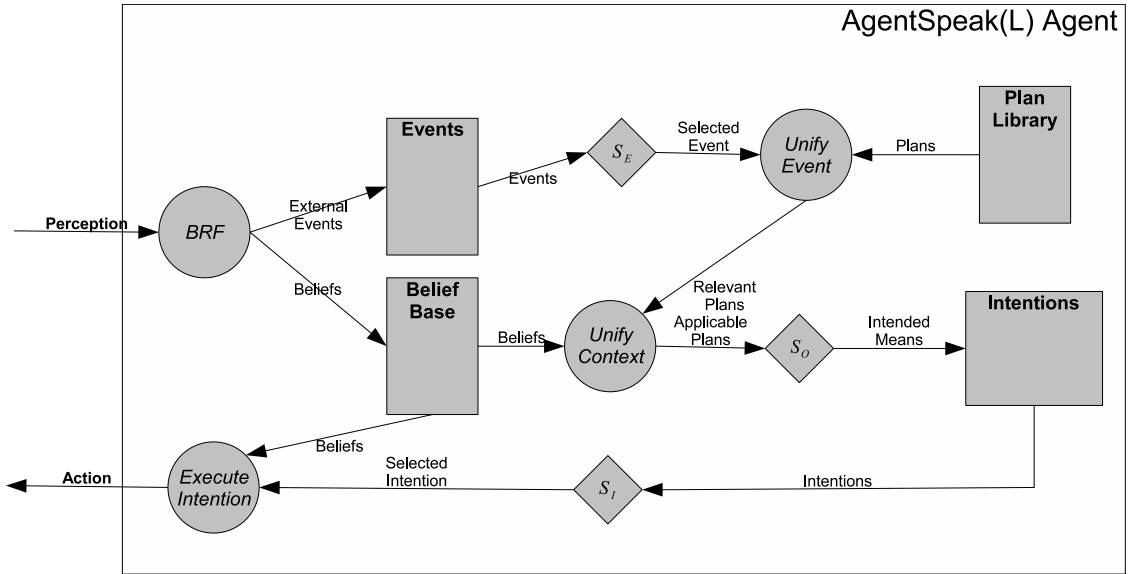 AgentSpeak(L) Agent
Events
Plan
Library
S_E
Selected
Event
Unify
Event
Plans
Events
External
Events
Perception
BRF
Beliefs
Belief
Base
Beliefs
Unify
Context
Relevant
Plans
Applicable
Plans
S_O
Intended
Means
Intentions
Beliefs
Action
Execute
Intention
Selected
Intention
S_I
Intentions